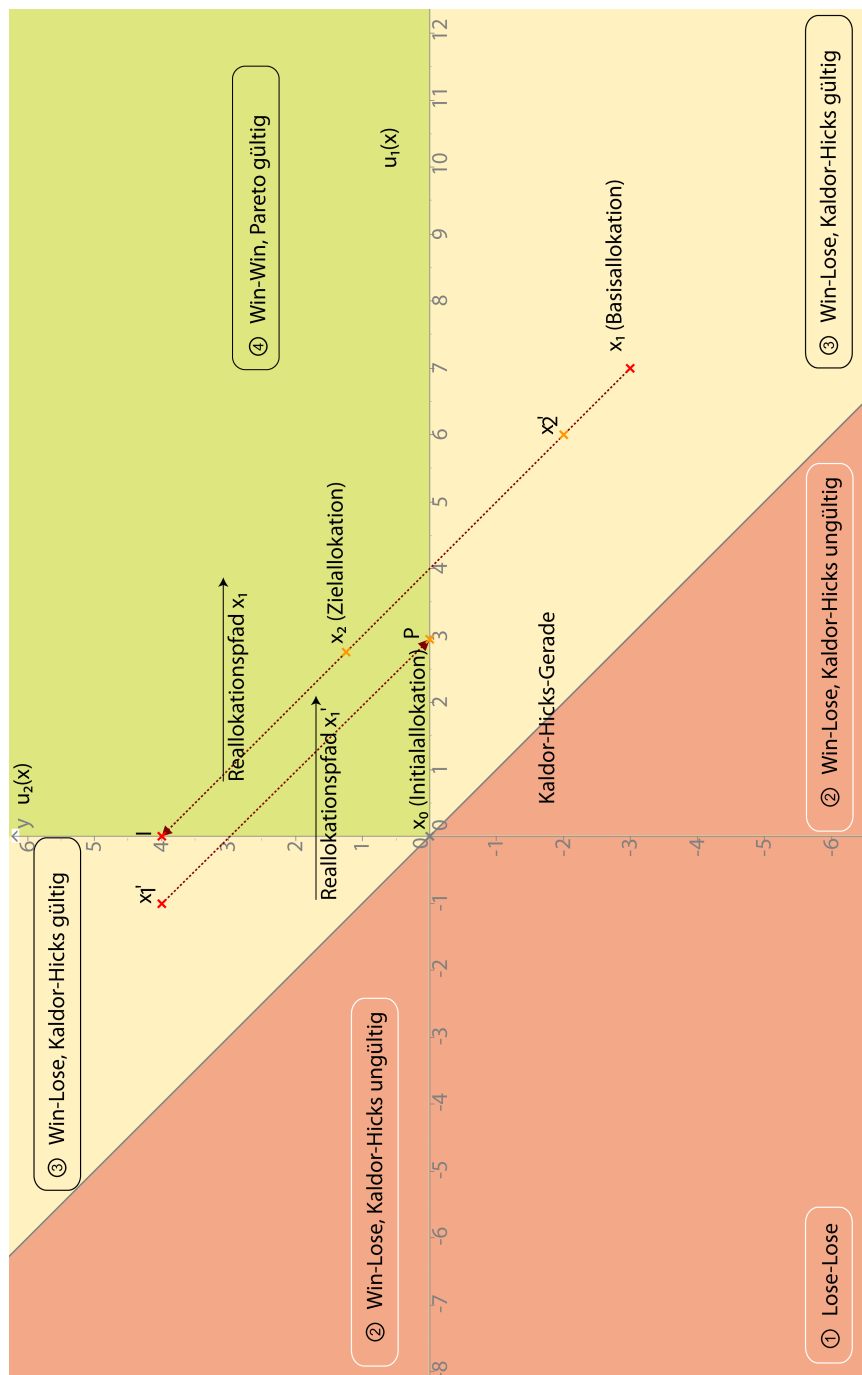 y
u₂(x)
③ Win-Lose, Kaldor-Hicks gültig
④ Win-Win, Pareto gültig
x₁'
I
Reallokationspfad x₁
Reallokationspfad x₁'
x₂ (Zielallokation)
P
u₁(x)
x₀ (Initialallokation)
② Win-Lose, Kaldor-Hicks ungültig
6
5
4
3
2
1
0
-1
-2
-3
-4
-5
-6
-8 -7 -6 -5 -4 -3 -2 -1 0 1 2 3 4 5 6 7 8 9 10 11 12
Kaldor-Hicks-Gerade
x2'
x₁ (Basisallokation)
① Lose-Lose
② Win-Lose, Kaldor-Hicks ungültig
③ Win-Lose, Kaldor-Hicks gültig